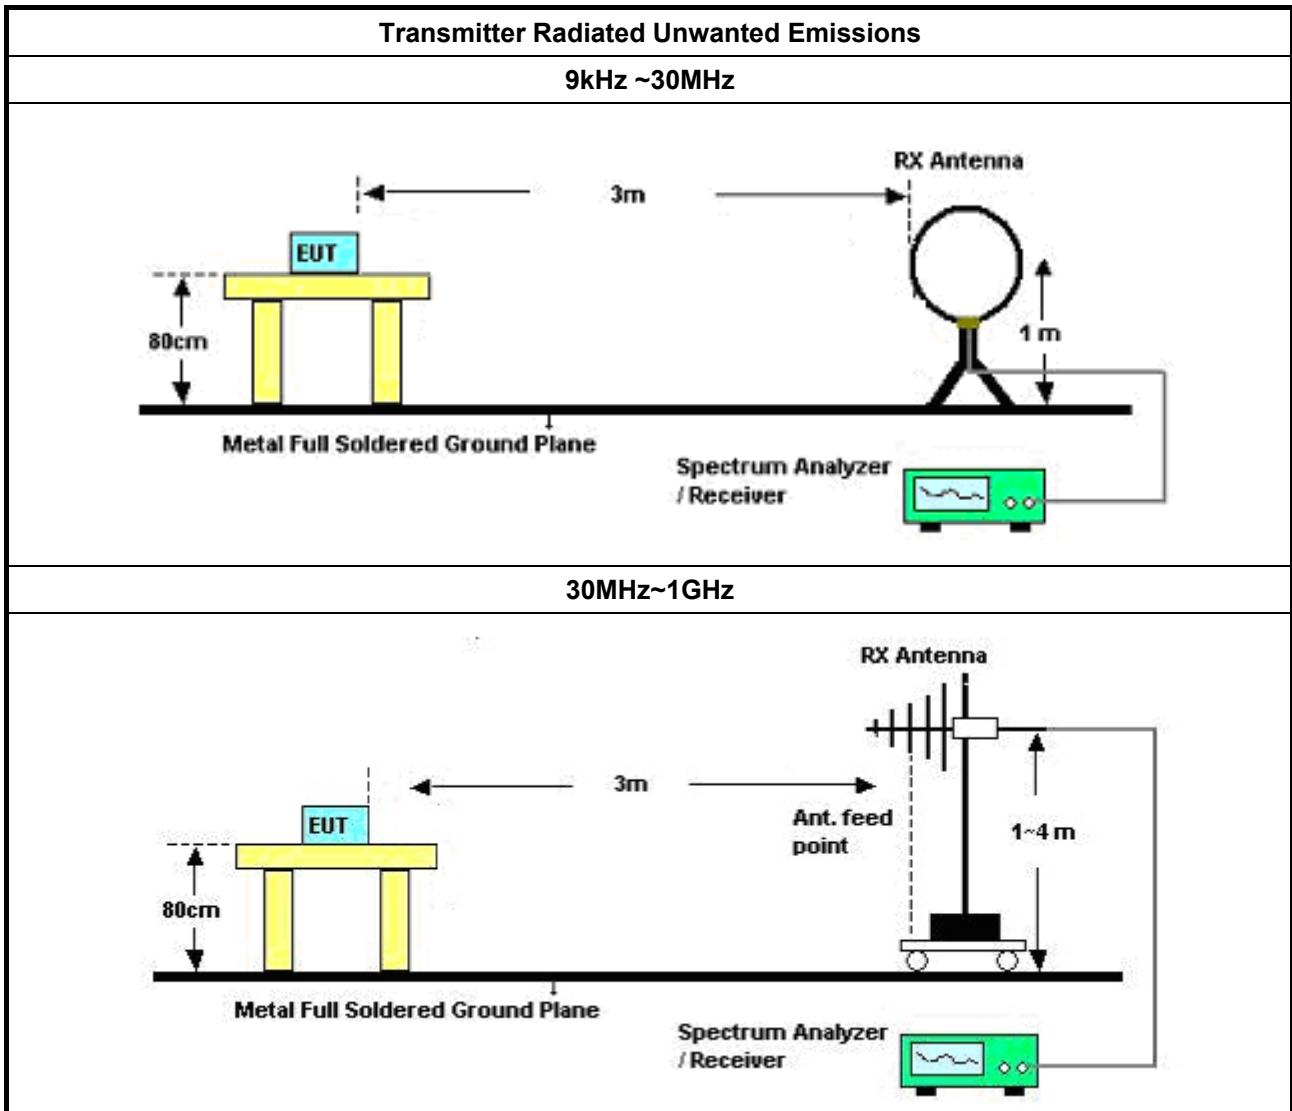 Transmitter Radiated Unwanted Emissions
9kHz ~30MHz
RX Antenna
3m
EUT
80cm
1 m
Metal Full Soldered Ground Plane
Spectrum Analyzer
/ Receiver
30MHz~1GHz
RX Antenna
3m
EUT
Ant. feed
point
1~4 m
80cm
Metal Full Soldered Ground Plane
Spectrum Analyzer
/ Receiver